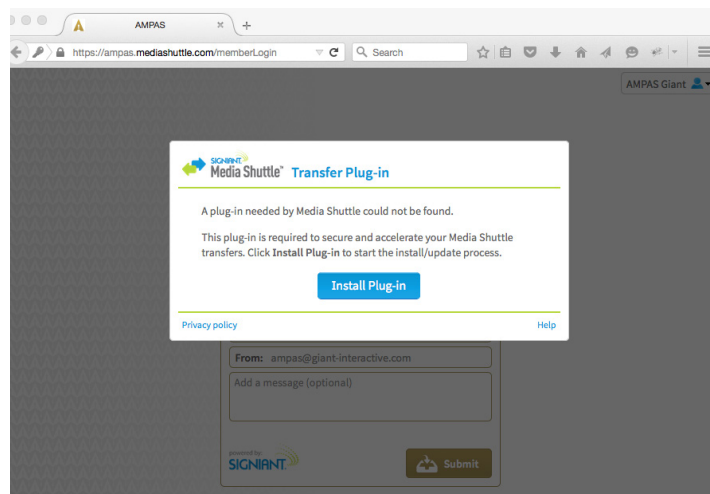 AMPAS
https://ampas.mediashuttle.com/memberLogin
Search
AMPAS Giant
SIGNIANT
Media Shuttle™ Transfer Plug-in
A plug-in needed by Media Shuttle could not be found.
This plug-in is required to secure and accelerate your Media Shuttle
transfers. Click Install Plug-in to start the install/update process.
Install Plug-in
Privacy policy
Help
From: ampas@giant-interactive.com
Add a message (optional)
powered by
SIGNIANT
Submit